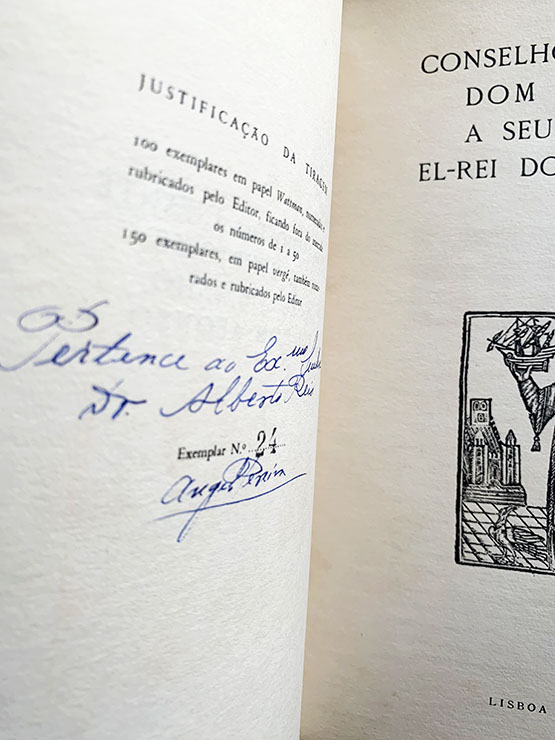 JUSTIFICAÇÃO DA TIRAGEM
100 exemplares em papel Wattman, numerados e
rubricados pelo Editor, ficando fora do mercado
os números de 1 a 50
150 exemplares, em papel vergé, também nume-
rados e rubricados pelo Editor
Pertence ao Ex.mo
Dr. Alberto Reis
Exemplar N.º 24
Pereira
CONSELHO
DOM
A SEU
EL-REI DO
LISBOA